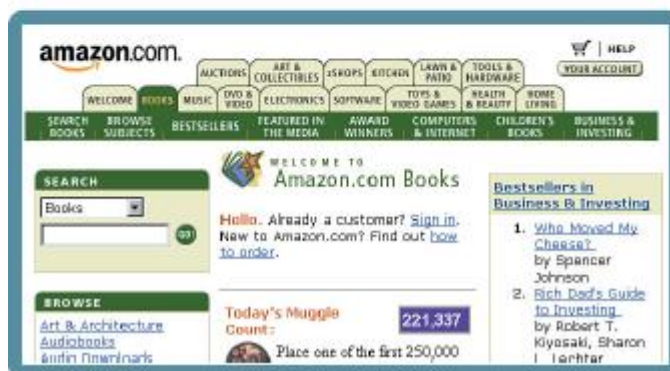 amazon.com.
HELP
YOUR ACCOUNT
AUCTIONS
ART & COLLECTIBLES
zSHOPS
KITCHEN
LAWN & PATIO
TOOLS & HARDWARE
WELCOME
BOOKS
MUSIC
DVD & VIDEO
ELECTRONICS
SOFTWARE
TOYS & VIDEO GAMES
HEALTH & BEAUTY
HOME LIVING
SEARCH BOOKS
BROWSE SUBJECTS
BESTSELLERS
FEATURED IN THE MEDIA
AWARD WINNERS
COMPUTERS & INTERNET
CHILDREN'S BOOKS
BUSINESS & INVESTING
SEARCH
Books
GO!
BROWSE
Art & Architecture
Audiobooks
Audio Downloads
WELCOME TO
Amazon.com Books
Hello. Already a customer? Sign in.
New to Amazon.com? Find out how
to order.
Today's Muggle
Count:
221,337
Place one of the first 250,000
Bestsellers in
Business & Investing
1. Who Moved My
Cheese?
by Spencer
Johnson
2. Rich Dad's Guide
to Investing
by Robert T.
Kiyosaki, Sharon
L. Lechter